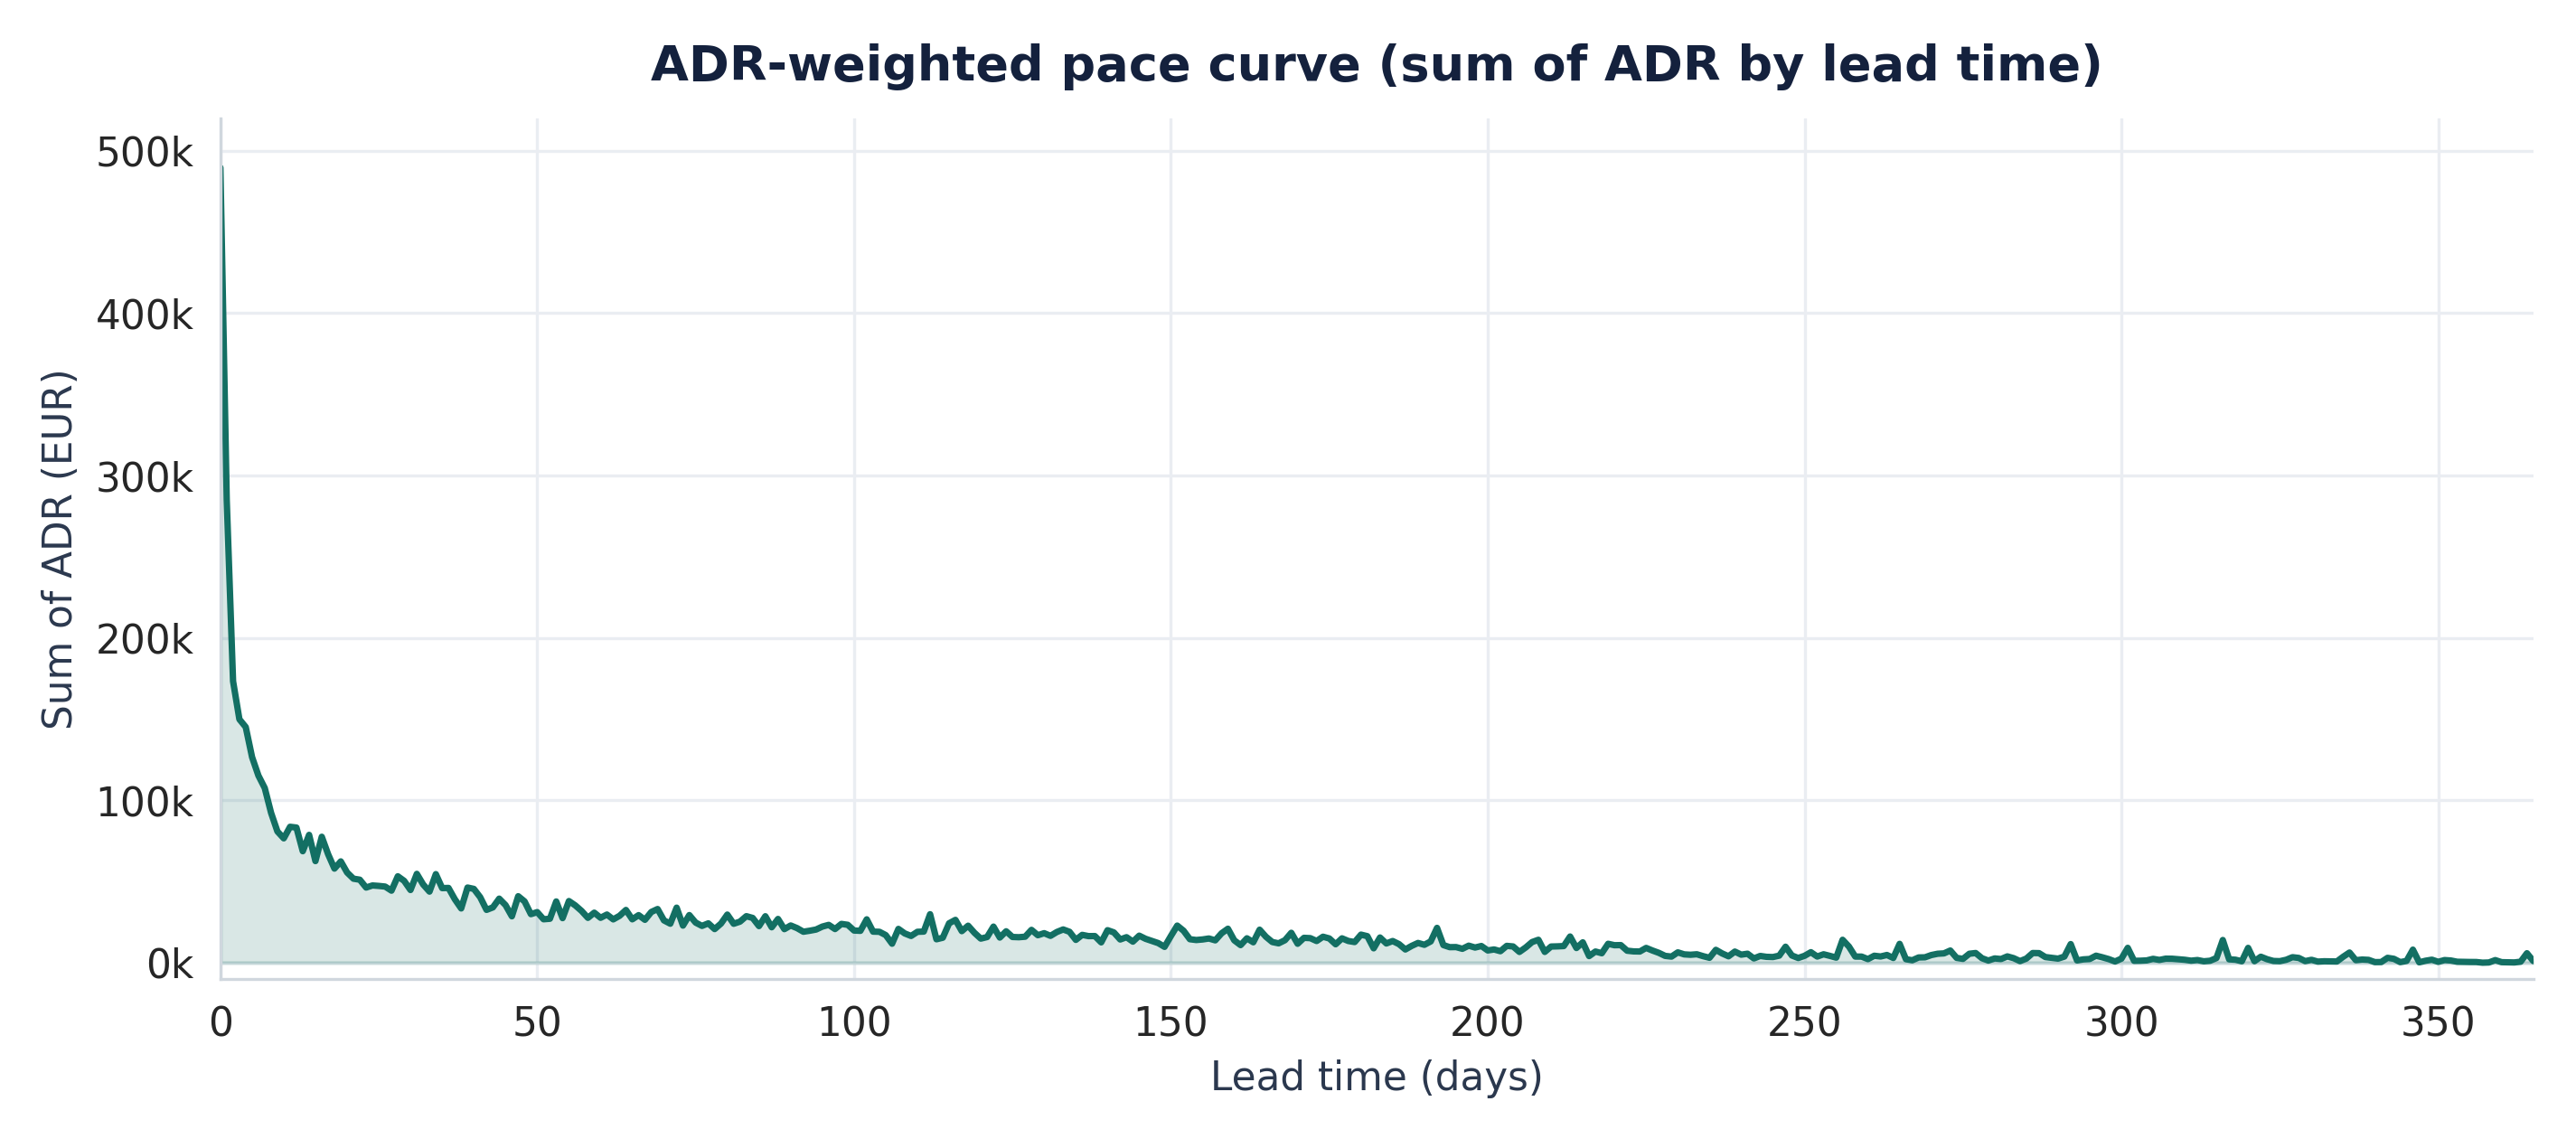 ADR-weighted pace curve (sum of ADR by lead time)
500k
400k
300k
200k
100k
0k
Sum of ADR (EUR)
0 50 100 150 200 250 300 350
Lead time (days)